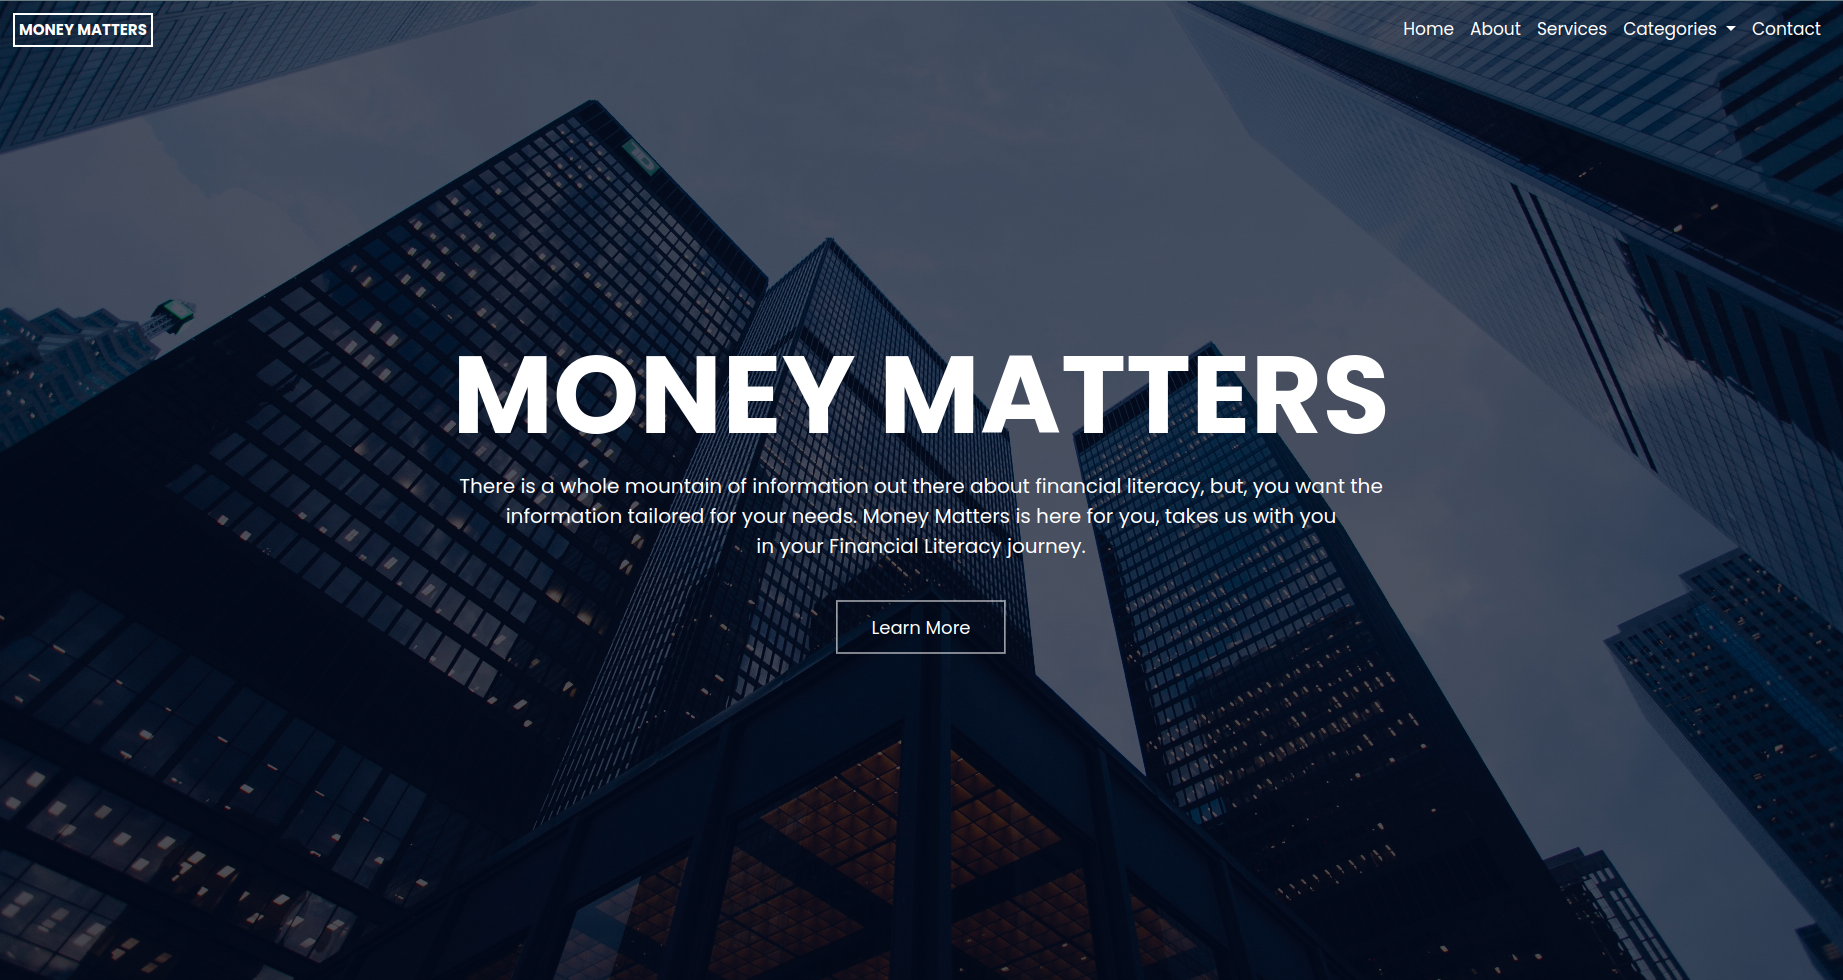 MONEY MATTERS
Home About Services Categories Contact
MONEY MATTERS
There is a whole mountain of information out there about financial literacy, but, you want the
information tailored for your needs. Money Matters is here for you, takes us with you
in your Financial Literacy journey.
Learn More